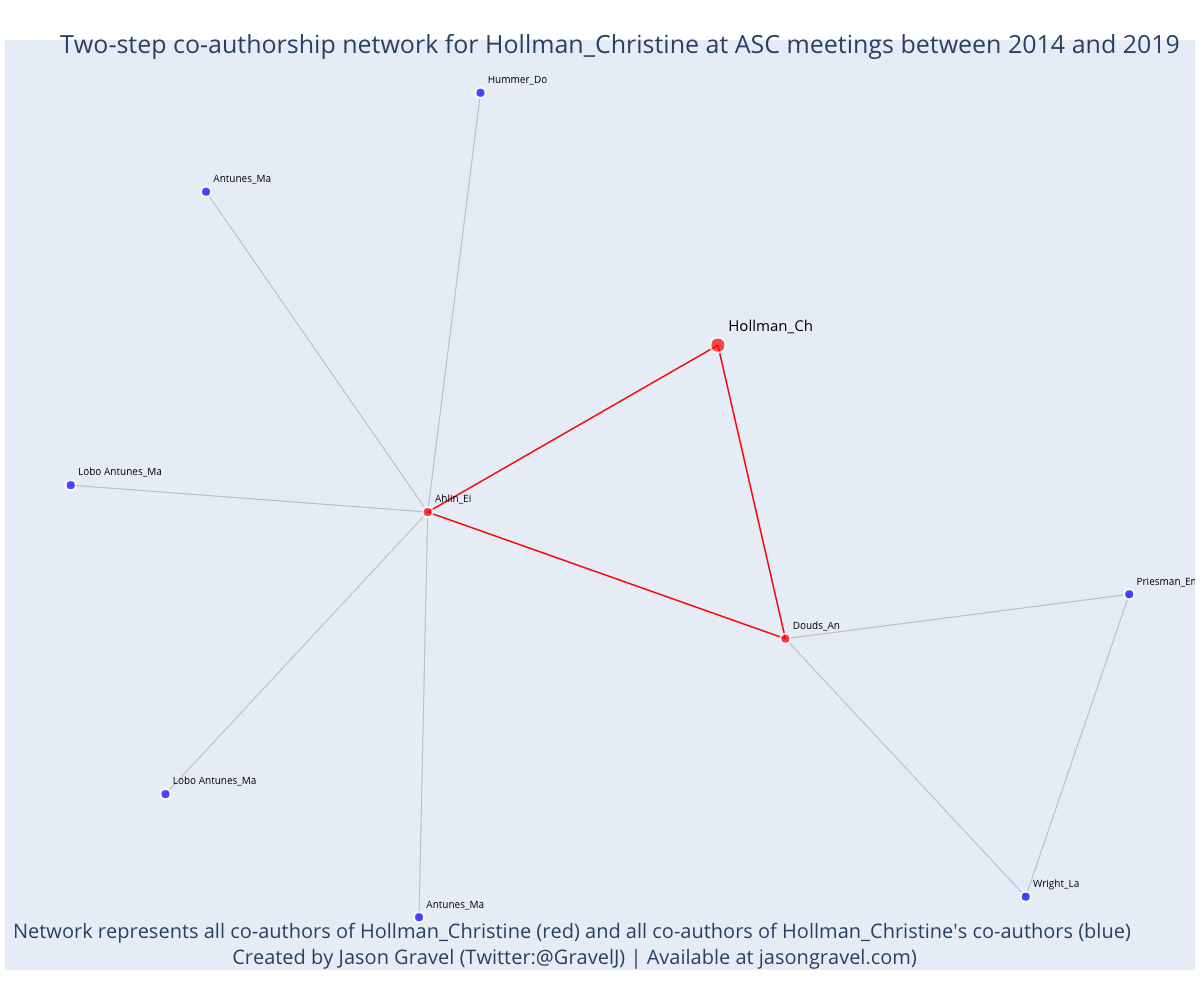 Two-step co-authorship network for Hollman_Christine at ASC meetings between 2014 and 2019
Hummer_Do
Antunes_Ma
Hollman_Ch
Lobo Antunes_Ma
Ahlin_Ei
Priesman_Em
Douds_An
Lobo Antunes_Ma
Wright_La
Antunes_Ma
Network represents all co-authors of Hollman_Christine (red) and all co-authors of Hollman_Christine's co-authors (blue)
Created by Jason Gravel (Twitter:@GravelJ) | Available at jasongravel.com)